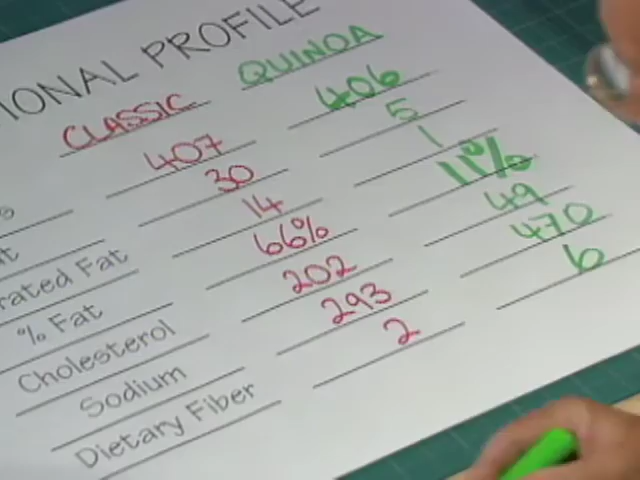 IONAL PROFILE
CLASSIC QUINOA
407 406
30 5
rated Fat 14 1
% Fat 66% 11%
Cholesterol 202 49
Sodium 293 470
Dietary Fiber 2 6